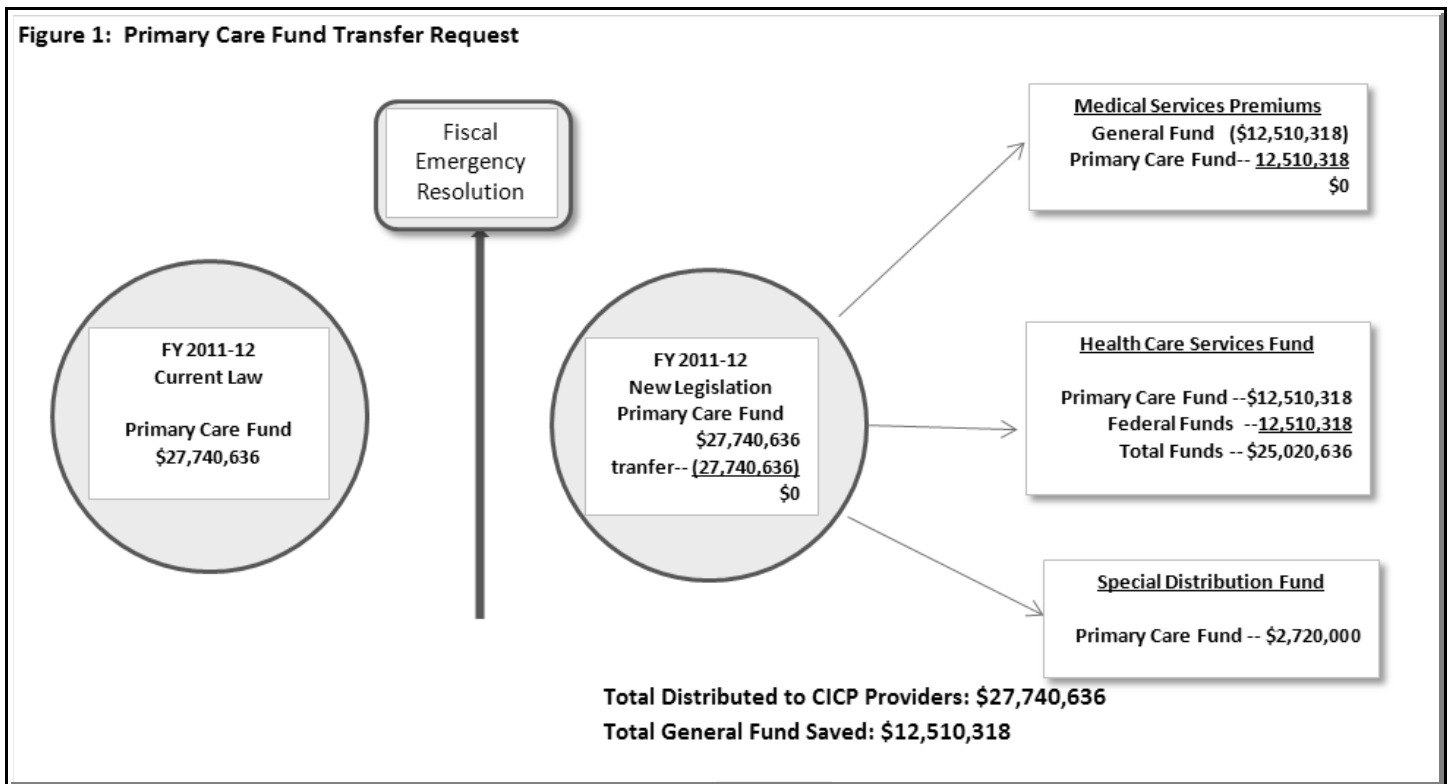 Figure 1: Primary Care Fund Transfer Request
Fiscal
Emergency
Resolution
FY 2011-12
Current Law
Primary Care Fund
$27,740,636
FY 2011-12
New Legislation
Primary Care Fund
$27,740,636
tranfer-- (27,740,636)
$0
Medical Services Premiums
General Fund ($12,510,318)
Primary Care Fund-- 12,510,318
$0
Health Care Services Fund
Primary Care Fund --$12,510,318
Federal Funds --12,510,318
Total Funds -- $25,020,636
Special Distribution Fund
Primary Care Fund -- $2,720,000
Total Distributed to CICP Providers: $27,740,636
Total General Fund Saved: $12,510,318